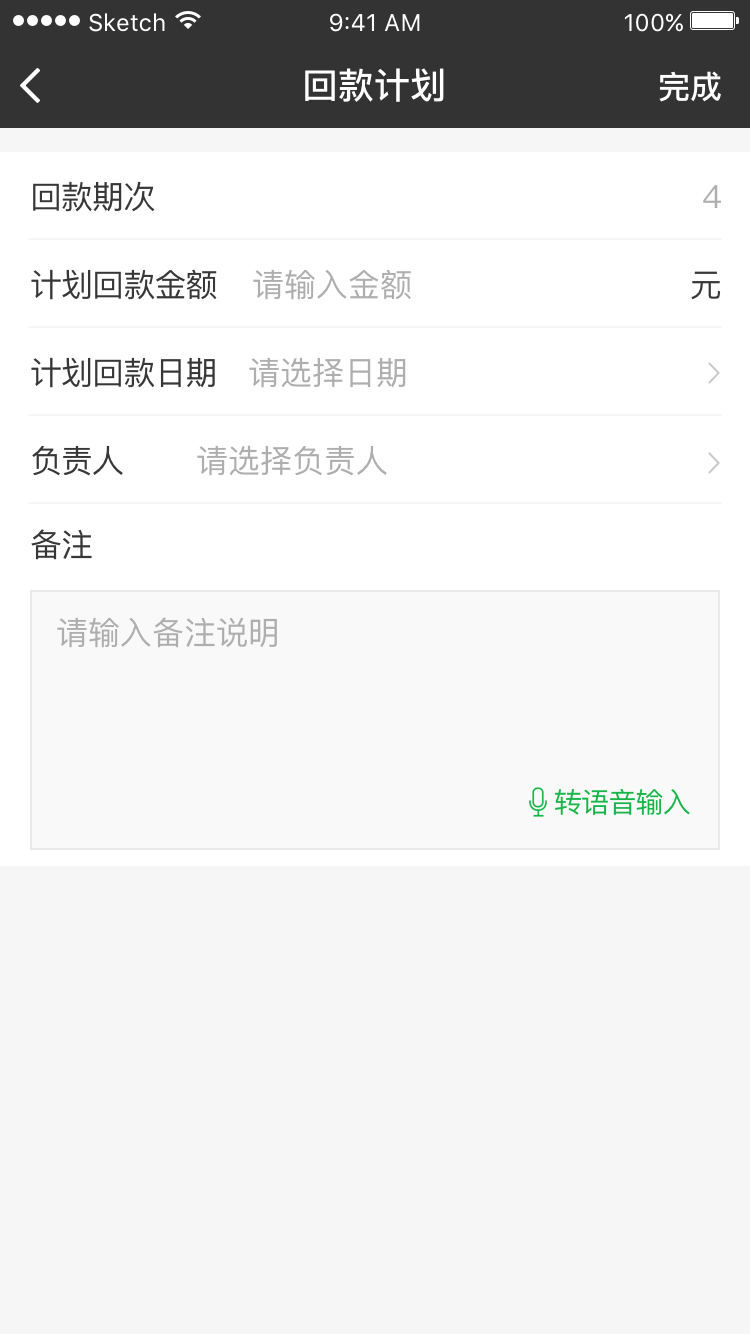 Sketch 9:41 AM 100%
回款计划 完成
回款期次 4
计划回款金额 请输入金额 元
计划回款日期 请选择日期
负责人 请选择负责人
备注
请输入备注说明
转语音输入